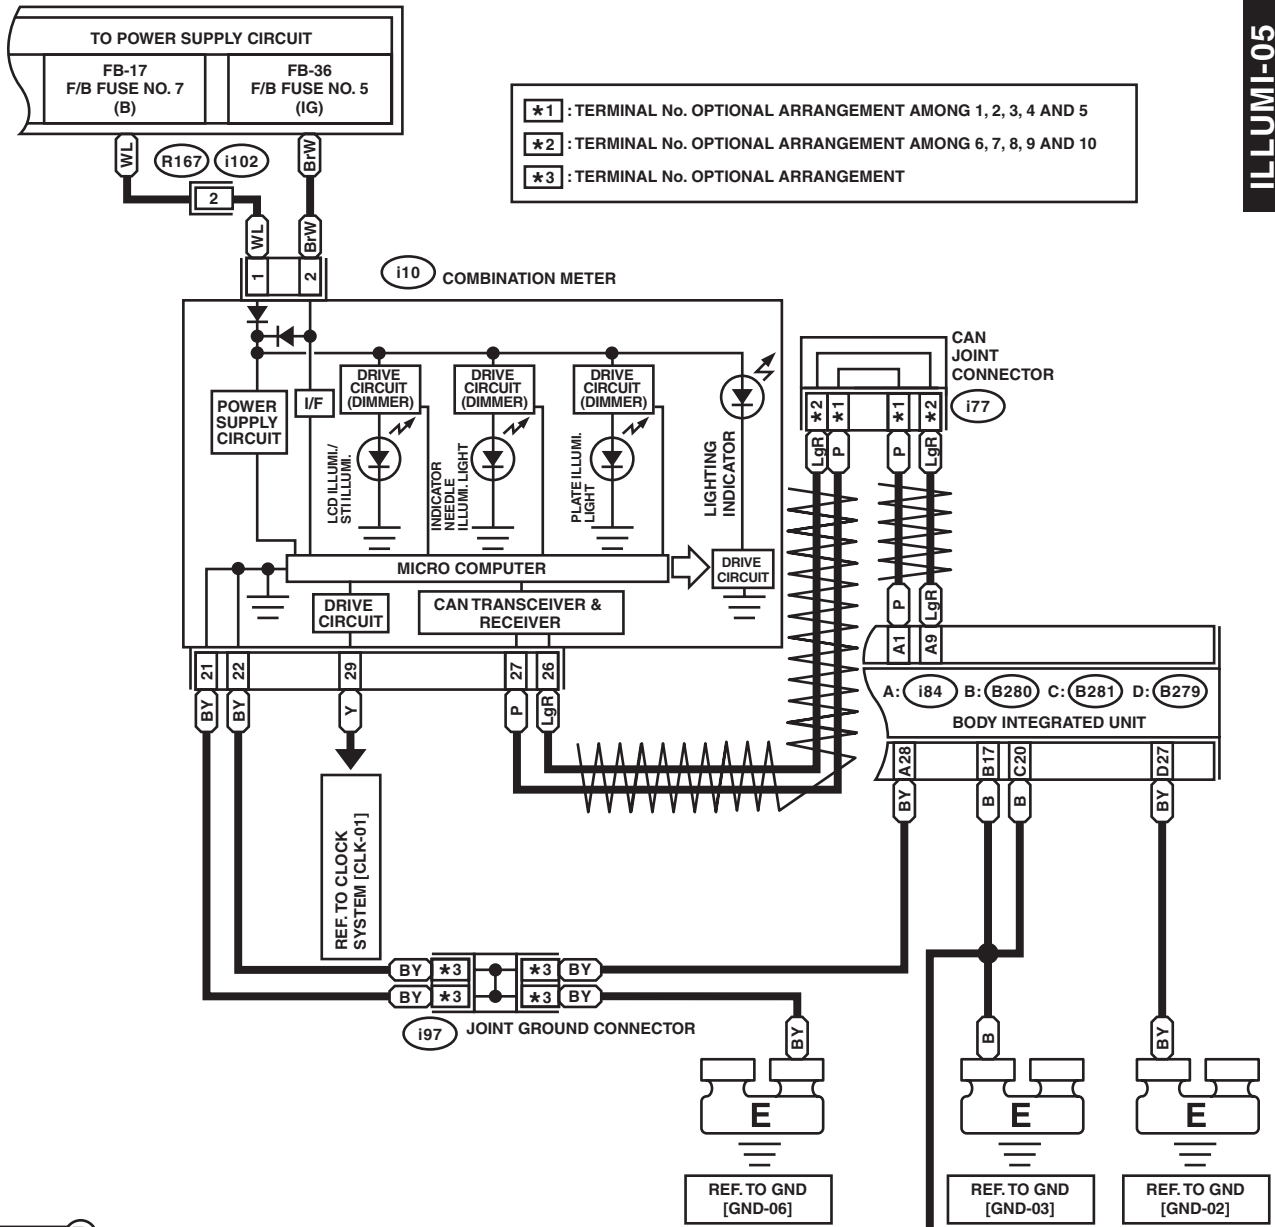 ILLUMI-05
TO POWER SUPPLY CIRCUIT
FB-17
F/B FUSE NO. 7
(B)
FB-36
F/B FUSE NO. 5
(IG)
*1 : TERMINAL No. OPTIONAL ARRANGEMENT AMONG 1, 2, 3, 4 AND 5
*2 : TERMINAL No. OPTIONAL ARRANGEMENT AMONG 6, 7, 8, 9 AND 10
*3 : TERMINAL No. OPTIONAL ARRANGEMENT
WL
R167
i102
BrW
2
WL
BrW
1
2
i10 COMBINATION METER
CAN
JOINT
CONNECTOR
i77
DRIVE
CIRCUIT
(DIMMER)
DRIVE
CIRCUIT
(DIMMER)
DRIVE
CIRCUIT
(DIMMER)
POWER
SUPPLY
CIRCUIT
I/F
LCD ILLUMI./
STI ILLUMI.
INDICATOR
NEEDLE
ILLUMI. LIGHT
PLATE ILLUMI.
LIGHT
LIGHTING
INDICATOR
*2
*1
*1
*2
LgR
P
P
LgR
MICRO COMPUTER
DRIVE
CIRCUIT
DRIVE
CIRCUIT
CAN TRANSCEIVER &
RECEIVER
P
LgR
A1
A9
21
22
29
27
26
BY
BY
Y
P
LgR
A: i84 B: B280 C: B281 D: B279
BODY INTEGRATED UNIT
A28
B17
C20
D27
BY
B
B
BY
REF. TO CLOCK
SYSTEM [CLK-01]
BY *3 *3 BY
BY *3 *3 BY
i97 JOINT GROUND CONNECTOR
BY
B
BY
E
E
E
REF. TO GND
[GND-06]
REF. TO GND
[GND-03]
REF. TO GND
[GND-02]